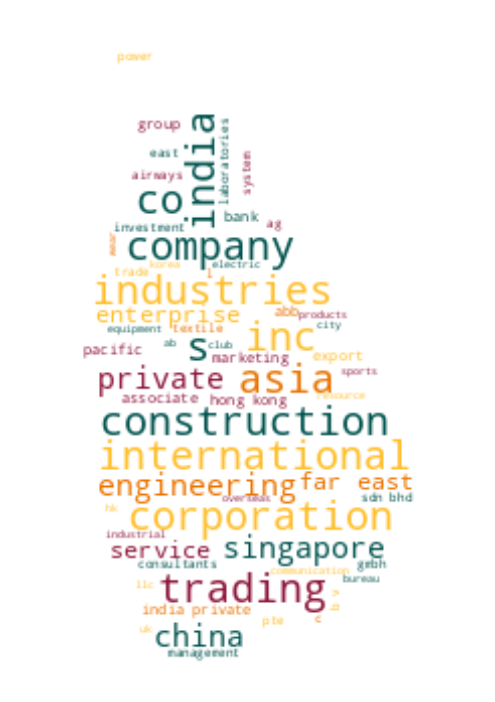 power
group
india
laboratories
east
system
airways
co
bank
investment
ag
wear
company
korea
electric
trade
l
industries
enterprise
abb
products
equipment
textile
city
inc
s
ab
club
pacific
marketing
export
private
asia
sports
associate
hong kong
resource
construction
international
engineering
far east
overseas
sdn bhd
hk
corporation
industrial
service
singapore
consultants
gmbh
communication
bureau
llc
trading
india private
pte
c
uk
china
management